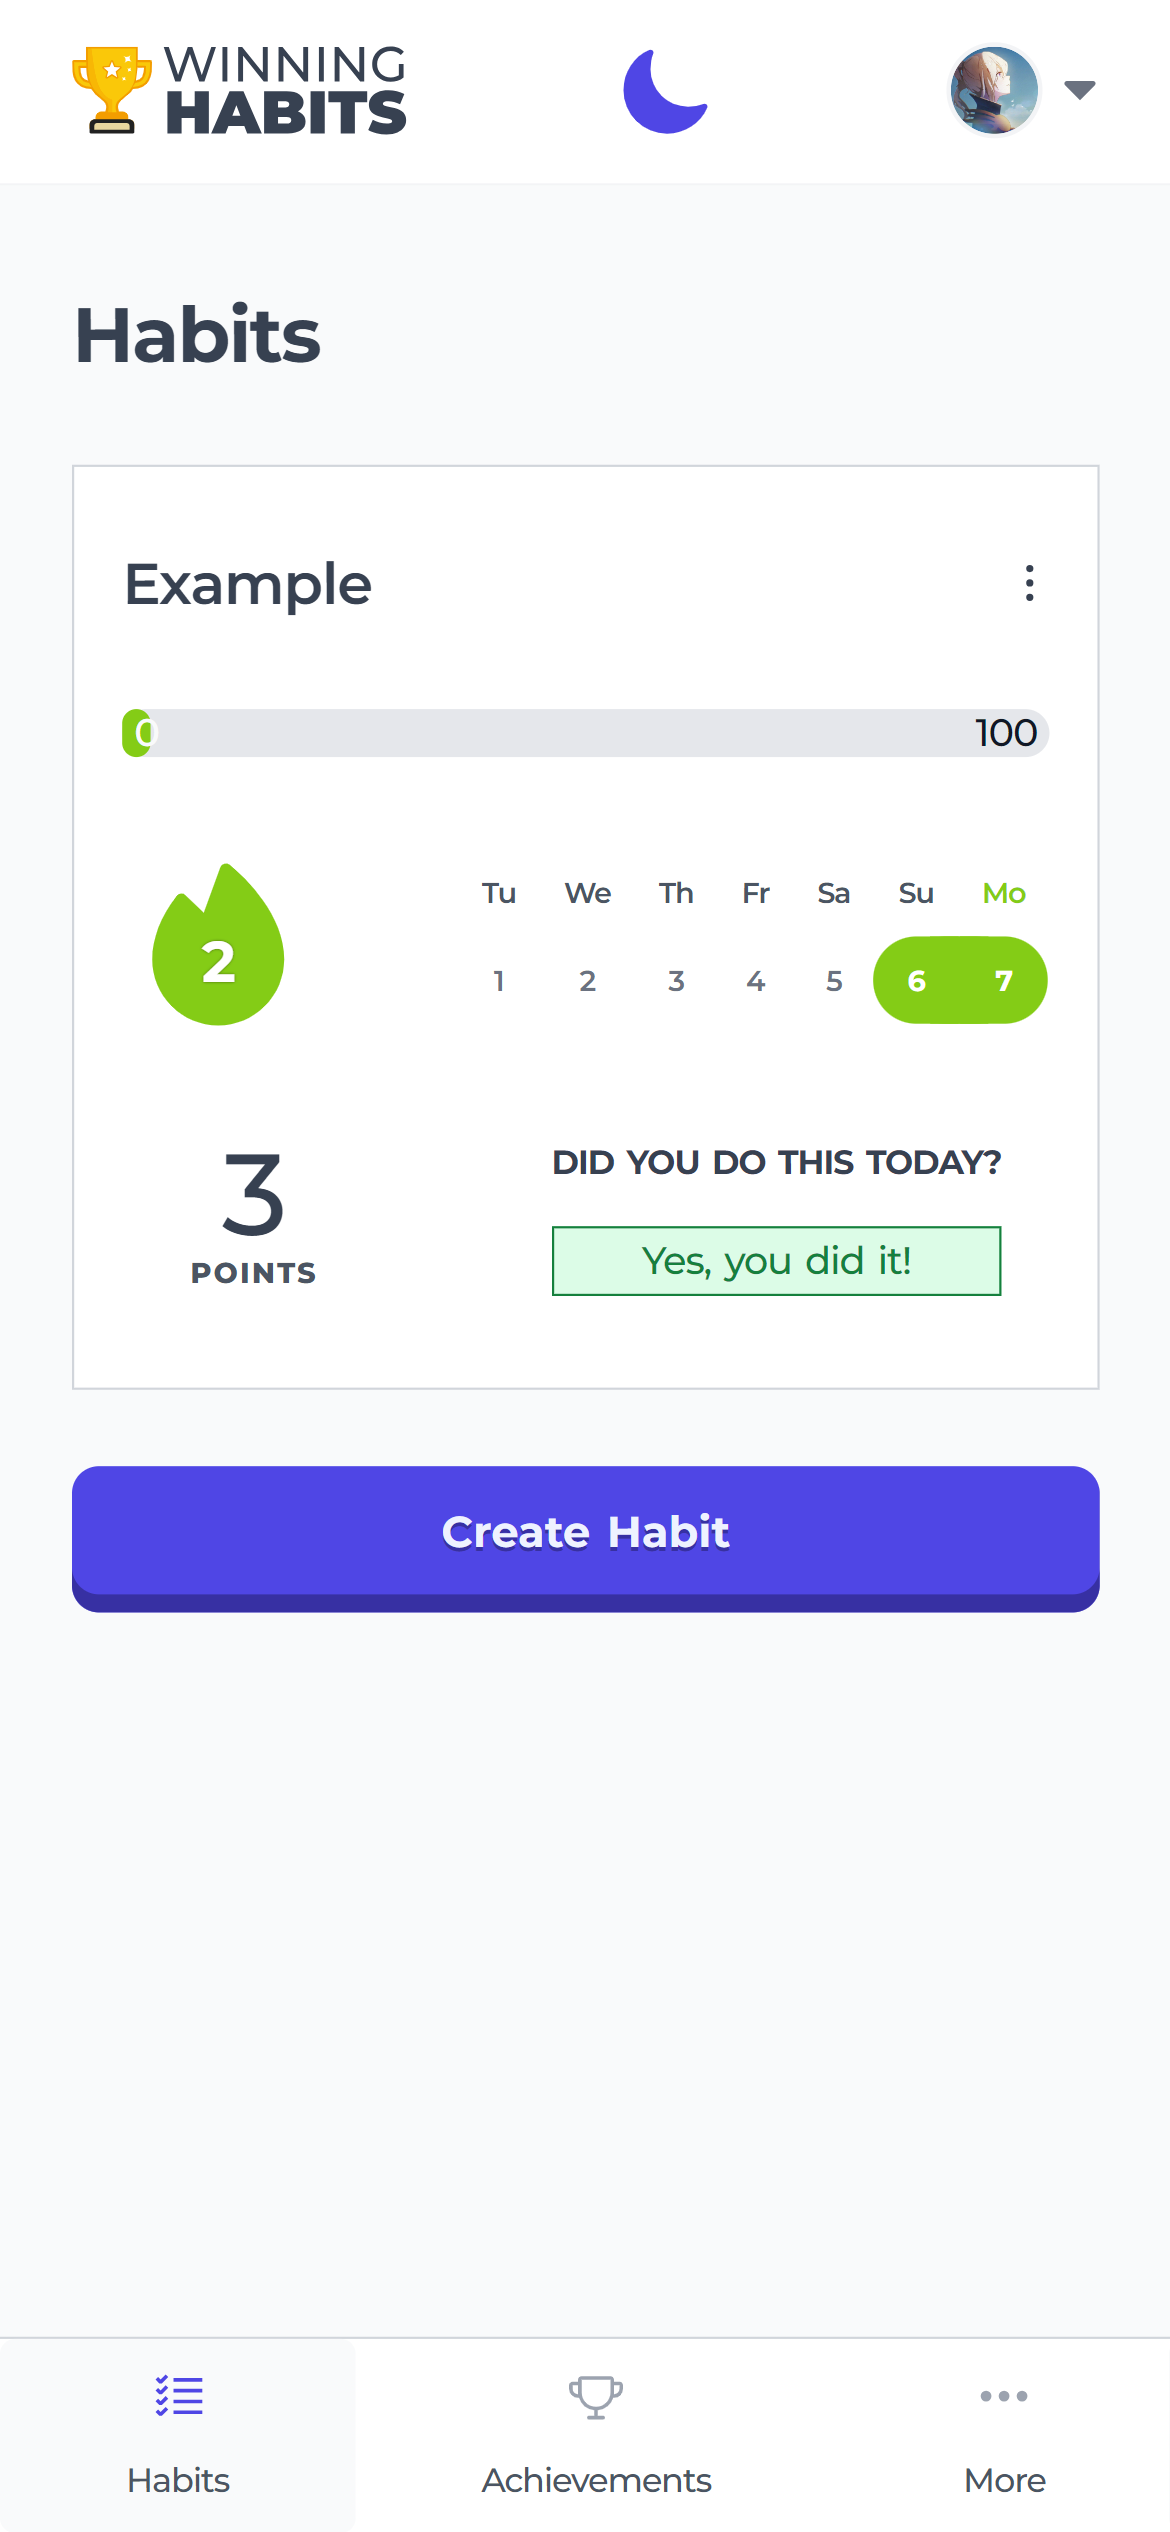 WINNING
HABITS
Habits
Example
0 100
Tu We Th Fr Sa Su Mo
2
1 2 3 4 5 6 7
3
POINTS
DID YOU DO THIS TODAY?
Yes, you did it!
Create Habit
Habits Achievements More